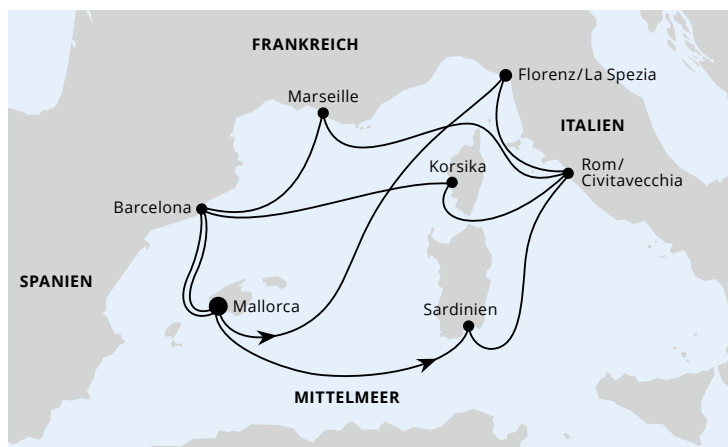 FRANKREICH
Florenz/La Spezia
Marseille
ITALIEN
Korsika
Rom/
Civitavecchia
Barcelona
SPANIEN
Mallorca
Sardinien
MITTELMEER